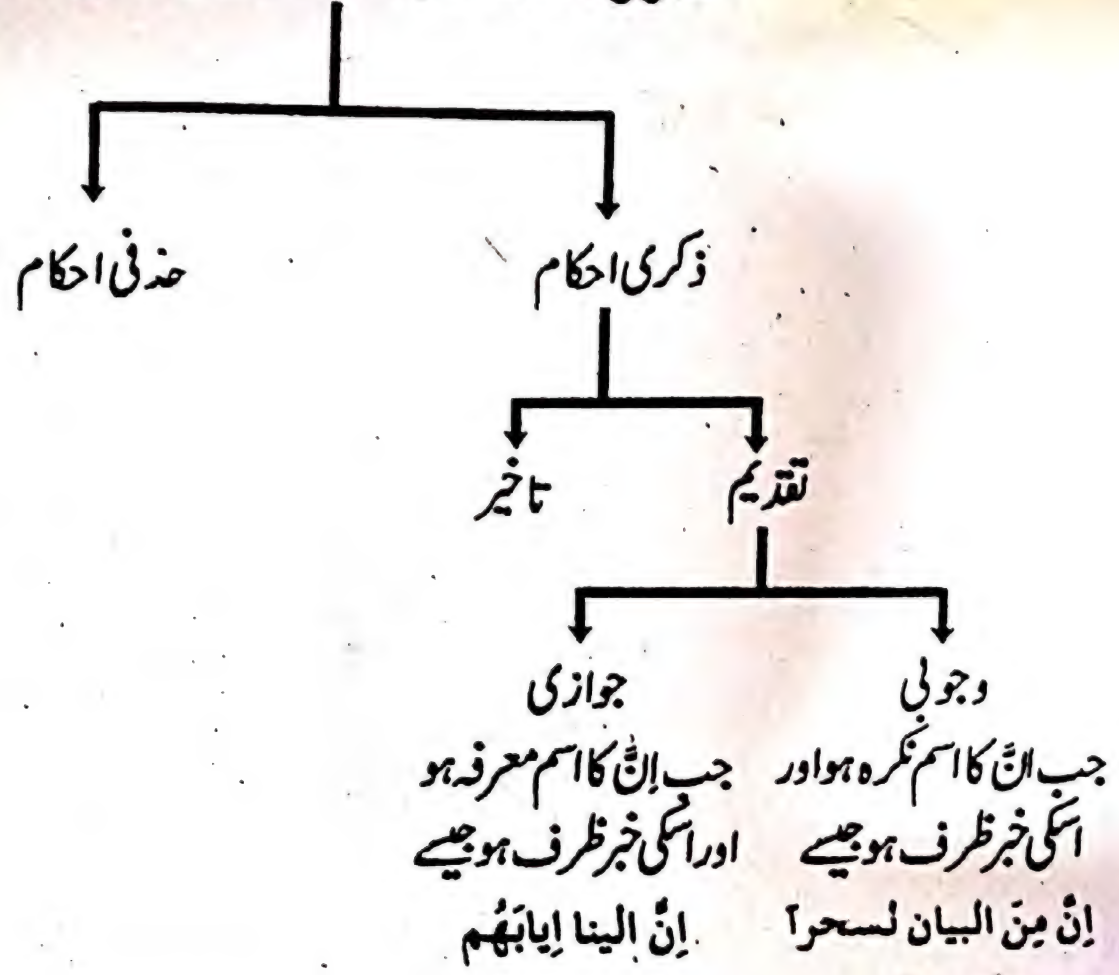 ذکری احکام
حذفی احکام
تقدیم
تاخیر
وجوبی
جب انَّ کا اسم نکرہ ہو اور
اسکی خبر ظرف ہو جیسے
اِنَّ مِنَ البیان لسحرآ
جوازی
جب اِنَّ کا اسم معرفہ ہو
اور اسکی خبر ظرف ہو جیسے
اِنَّ الینا اِیابَهُم